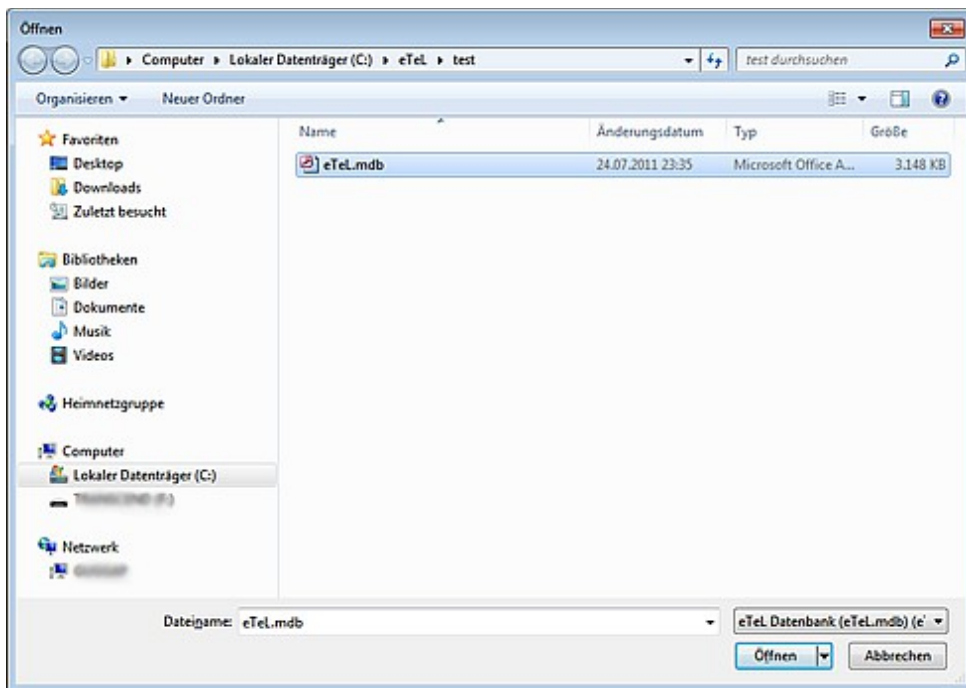 Öffnen
Computer Lokaler Datenträger (C:) eTeL test
test durchsuchen
Organisieren Neuer Ordner
Name Änderungsdatum Typ Größe
eTeL.mdb 24.07.2011 23:35 Microsoft Office A... 3.148 KB
Favoriten
Desktop
Downloads
Zuletzt besucht
Bibliotheken
Bilder
Dokumente
Musik
Videos
Heimnetzgruppe
Computer
Lokaler Datenträger (C:)
Netzwerk
Dateiname: eTeL.mdb
eTeL Datenbank (eTeL.mdb) (e'
Öffnen Abbrechen